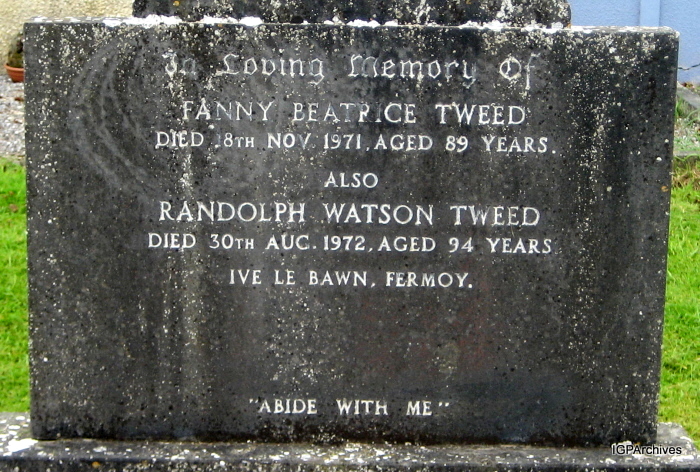 In Loving Memory Of
FANNY BEATRICE TWEED
DIED 18TH NOV. 1971, AGED 89 YEARS.
ALSO
RANDOLPH WATSON TWEED
DIED 30TH AUG. 1972, AGED 94 YEARS
IVE LE BAWN, FERMOY.
"ABIDE WITH ME"
IGPArchives